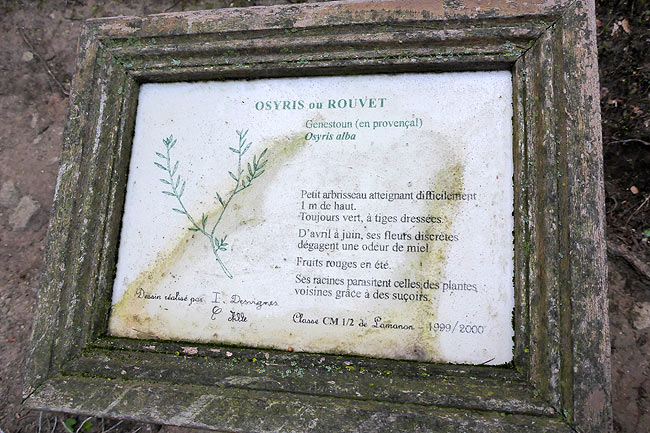 OSYRIS ou ROUVET
Genestoun (en provençal)
Osyris alba
Petit arbrisseau atteignant difficilement
1 m de haut.
Toujours vert, à tiges dressées.
D'avril à juin, ses fleurs discrètes
dégagent une odeur de miel.
Fruits rouges en été.
Ses racines parasitent celles des plantes
voisines grâce à des suçoirs.
Dessin réalisé par : I. Desvignes
Classe CM 1/2 de Lamanon - 1999/2000